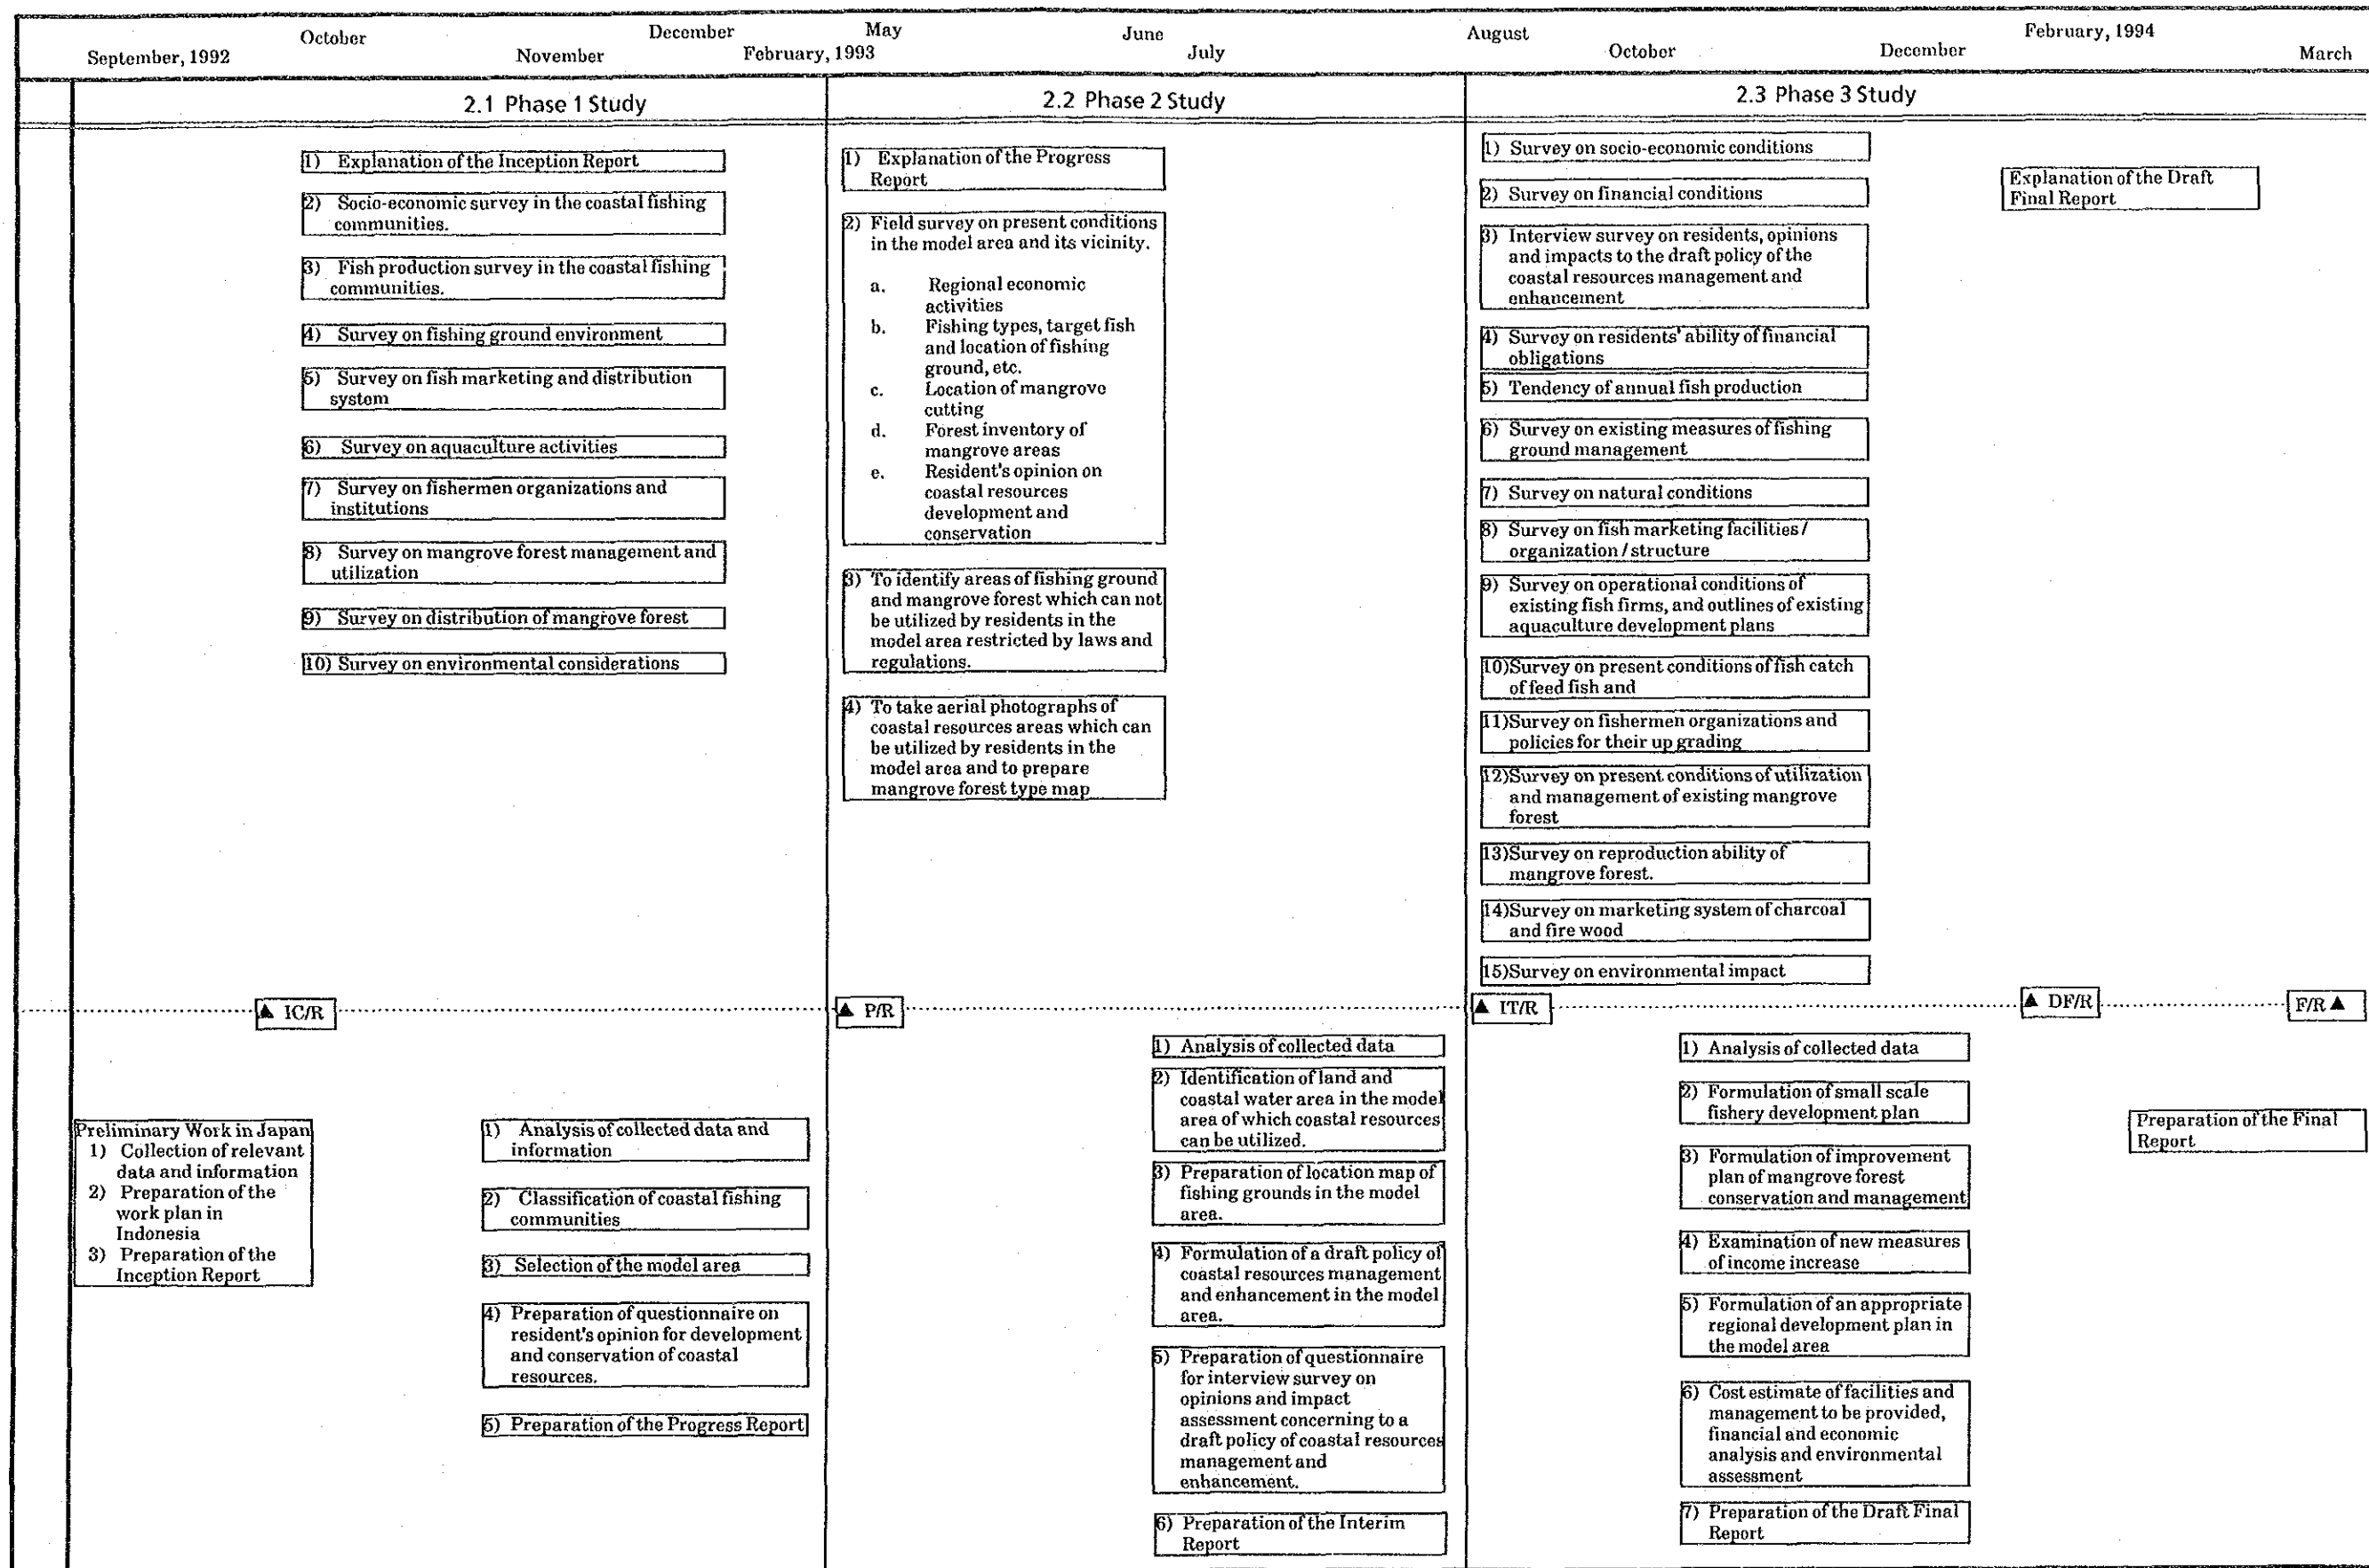 September, 1992
October
November
December
February, 1993
May
June
July
August
October
December
February, 1994
March
2.1 Phase 1 Study
1) Explanation of the Inception Report
2) Socio-economic survey in the coastal fishing
communities.
3) Fish production survey in the coastal fishing
communities.
4) Survey on fishing ground environment
5) Survey on fish marketing and distribution
system
6) Survey on aquaculture activities
7) Survey on fishermen organizations and
institutions
8) Survey on mangrove forest management and
utilization
9) Survey on distribution of mangrove forest
10) Survey on environmental considerations
2.2 Phase 2 Study
1) Explanation of the Progress
Report
2) Field survey on present conditions
in the model area and its vicinity.
a. Regional economic
activities
b. Fishing types, target fish
and location of fishing
ground, etc.
c. Location of mangrove
cutting
d. Forest inventory of
mangrove areas
e. Resident's opinion on
coastal resources
development and
conservation
3) To identify areas of fishing ground
and mangrove forest which can not
be utilized by residents in the
model area restricted by laws and
regulations.
4) To take aerial photographs of
coastal resources areas which can
be utilized by residents in the
model area and to prepare
mangrove forest type map
2.3 Phase 3 Study
1) Survey on socio-economic conditions
2) Survey on financial conditions
3) Interview survey on residents, opinions
and impacts to the draft policy of the
coastal resources management and
enhancement
4) Survey on residents' ability of financial
obligations
5) Tendency of annual fish production
6) Survey on existing measures of fishing
ground management
7) Survey on natural conditions
8) Survey on fish marketing facilities /
organization / structure
9) Survey on operational conditions of
existing fish firms, and outlines of existing
aquaculture development plans
10)Survey on present conditions of fish catch
of feed fish and
11)Survey on fishermen organizations and
policies for their up grading
12)Survey on present conditions of utilization
and management of existing mangrove
forest
13)Survey on reproduction ability of
mangrove forest.
14)Survey on marketing system of charcoal
and fire wood
15)Survey on environmental impact
Explanation of the Draft
Final Report
▲ IC/R
▲ P/R
▲ IT/R
▲ DF/R
F/R ▲
Preliminary Work in Japan
1) Collection of relevant
data and information
2) Preparation of the
work plan in
Indonesia
3) Preparation of the
Inception Report
1) Analysis of collected data and
information
2) Classification of coastal fishing
communities
3) Selection of the model area
4) Preparation of questionnaire on
resident's opinion for development
and conservation of coastal
resources.
5) Preparation of the Progress Report
1) Analysis of collected data
2) Identification of land and
coastal water area in the model
area of which coastal resources
can be utilized.
3) Preparation of location map of
fishing grounds in the model
area.
4) Formulation of a draft policy of
coastal resources management
and enhancement in the model
area.
5) Preparation of questionnaire
for interview survey on
opinions and impact
assessment concerning to a
draft policy of coastal resources
management and
enhancement.
6) Preparation of the Interim
Report
1) Analysis of collected data
2) Formulation of small scale
fishery development plan
3) Formulation of improvement
plan of mangrove forest
conservation and management
4) Examination of new measures
of income increase
5) Formulation of an appropriate
regional development plan in
the model area
6) Cost estimate of facilities and
management to be provided,
financial and economic
analysis and environmental
assessment
7) Preparation of the Draft Final
Report
Preparation of the Final
Report